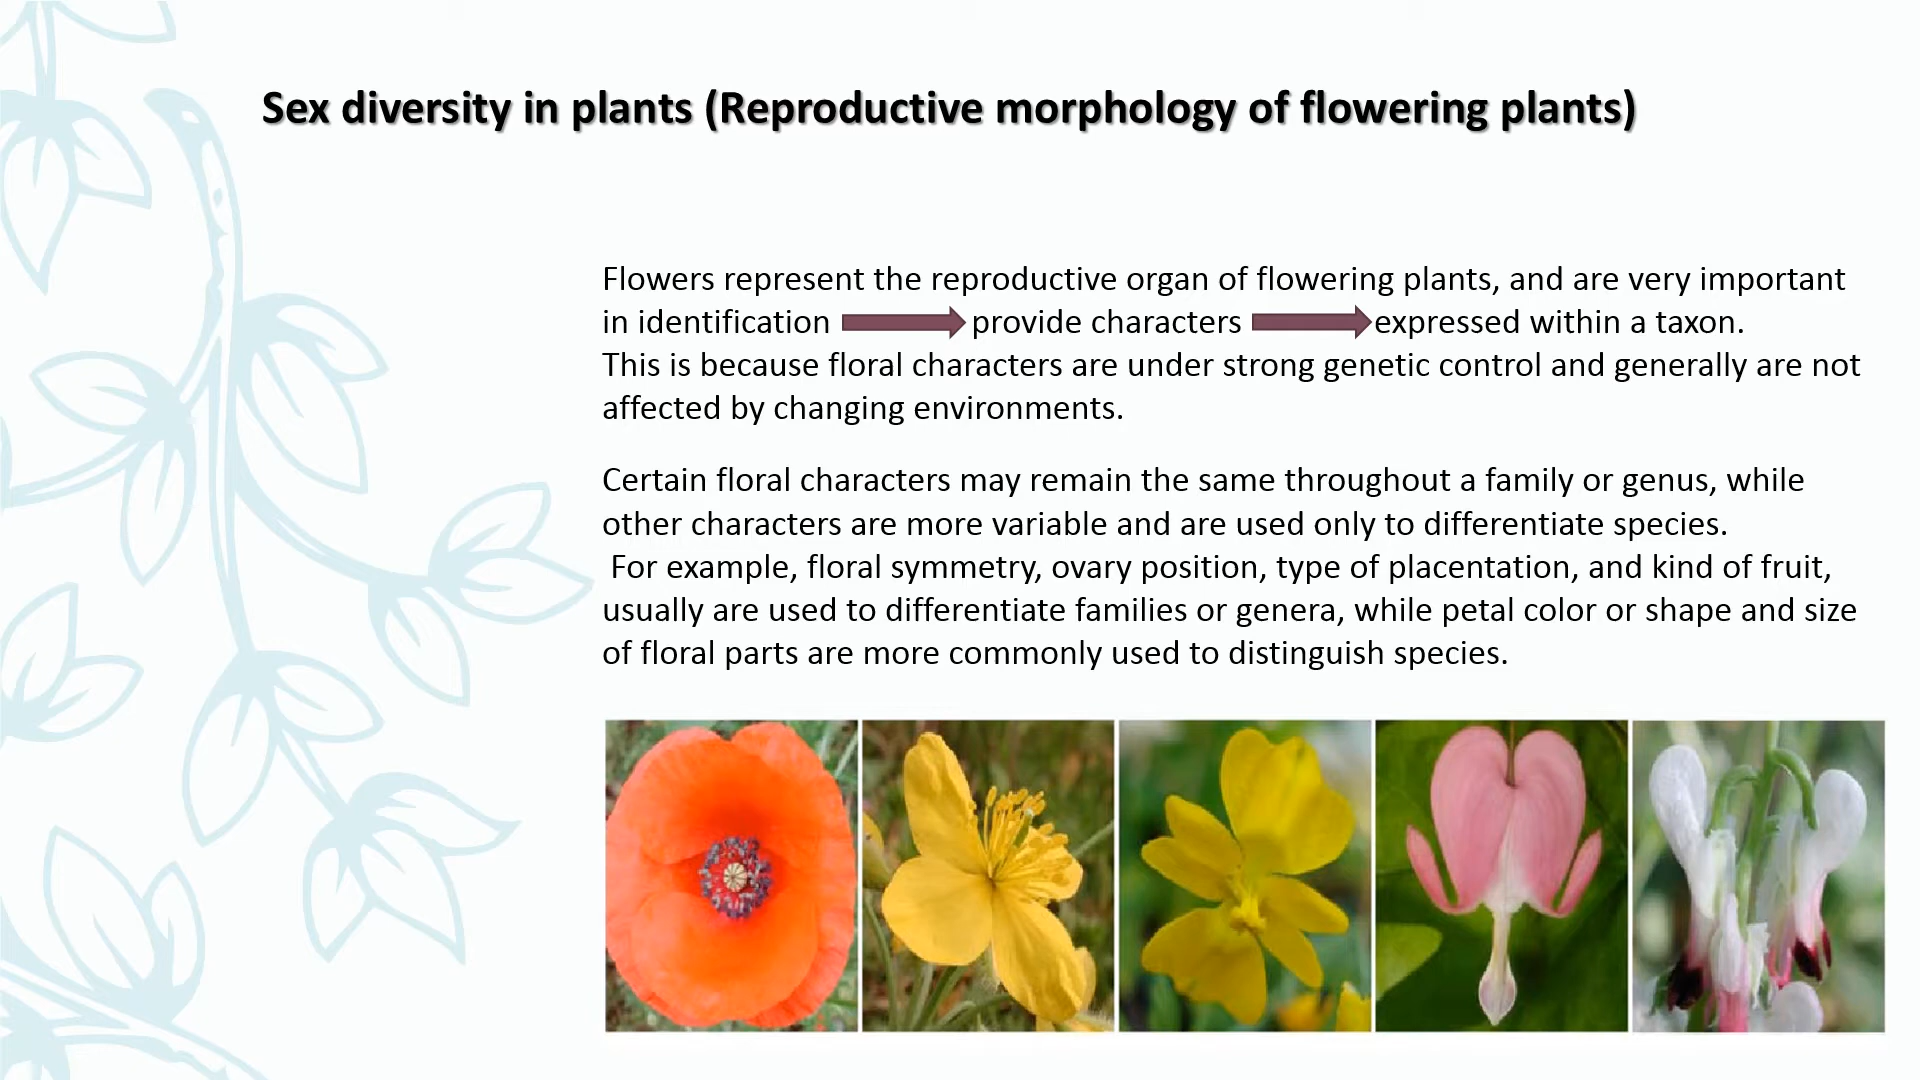 Sex diversity in plants (Reproductive morphology of flowering plants)
Flowers represent the reproductive organ of flowering plants, and are very important
in identification provide characters expressed within a taxon.
This is because floral characters are under strong genetic control and generally are not
affected by changing environments.
Certain floral characters may remain the same throughout a family or genus, while
other characters are more variable and are used only to differentiate species.
For example, floral symmetry, ovary position, type of placentation, and kind of fruit,
usually are used to differentiate families or genera, while petal color or shape and size
of floral parts are more commonly used to distinguish species.